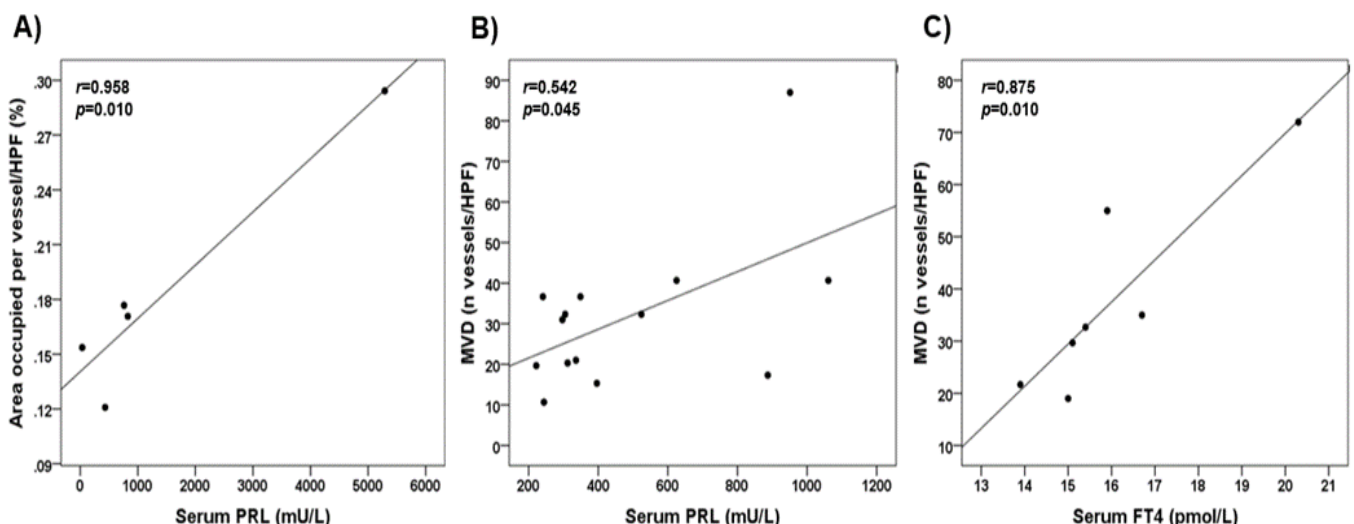 A)
r=0.958
p=0.010
Area occupied per vessel/HPF (%)
.30
.27
.24
.21
.18
.15
.12
.09
0 1000 2000 3000 4000 5000 6000
Serum PRL (mU/L)
B)
r=0.542
p=0.045
MVD (n vessels/HPF)
90
80
70
60
50
40
30
20
10
0
200 400 600 800 1000 1200
Serum PRL (mU/L)
C)
r=0.875
p=0.010
MVD (n vessels/HPF)
80
70
60
50
40
30
20
10
13 14 15 16 17 18 19 20 21
Serum FT4 (pmol/L)